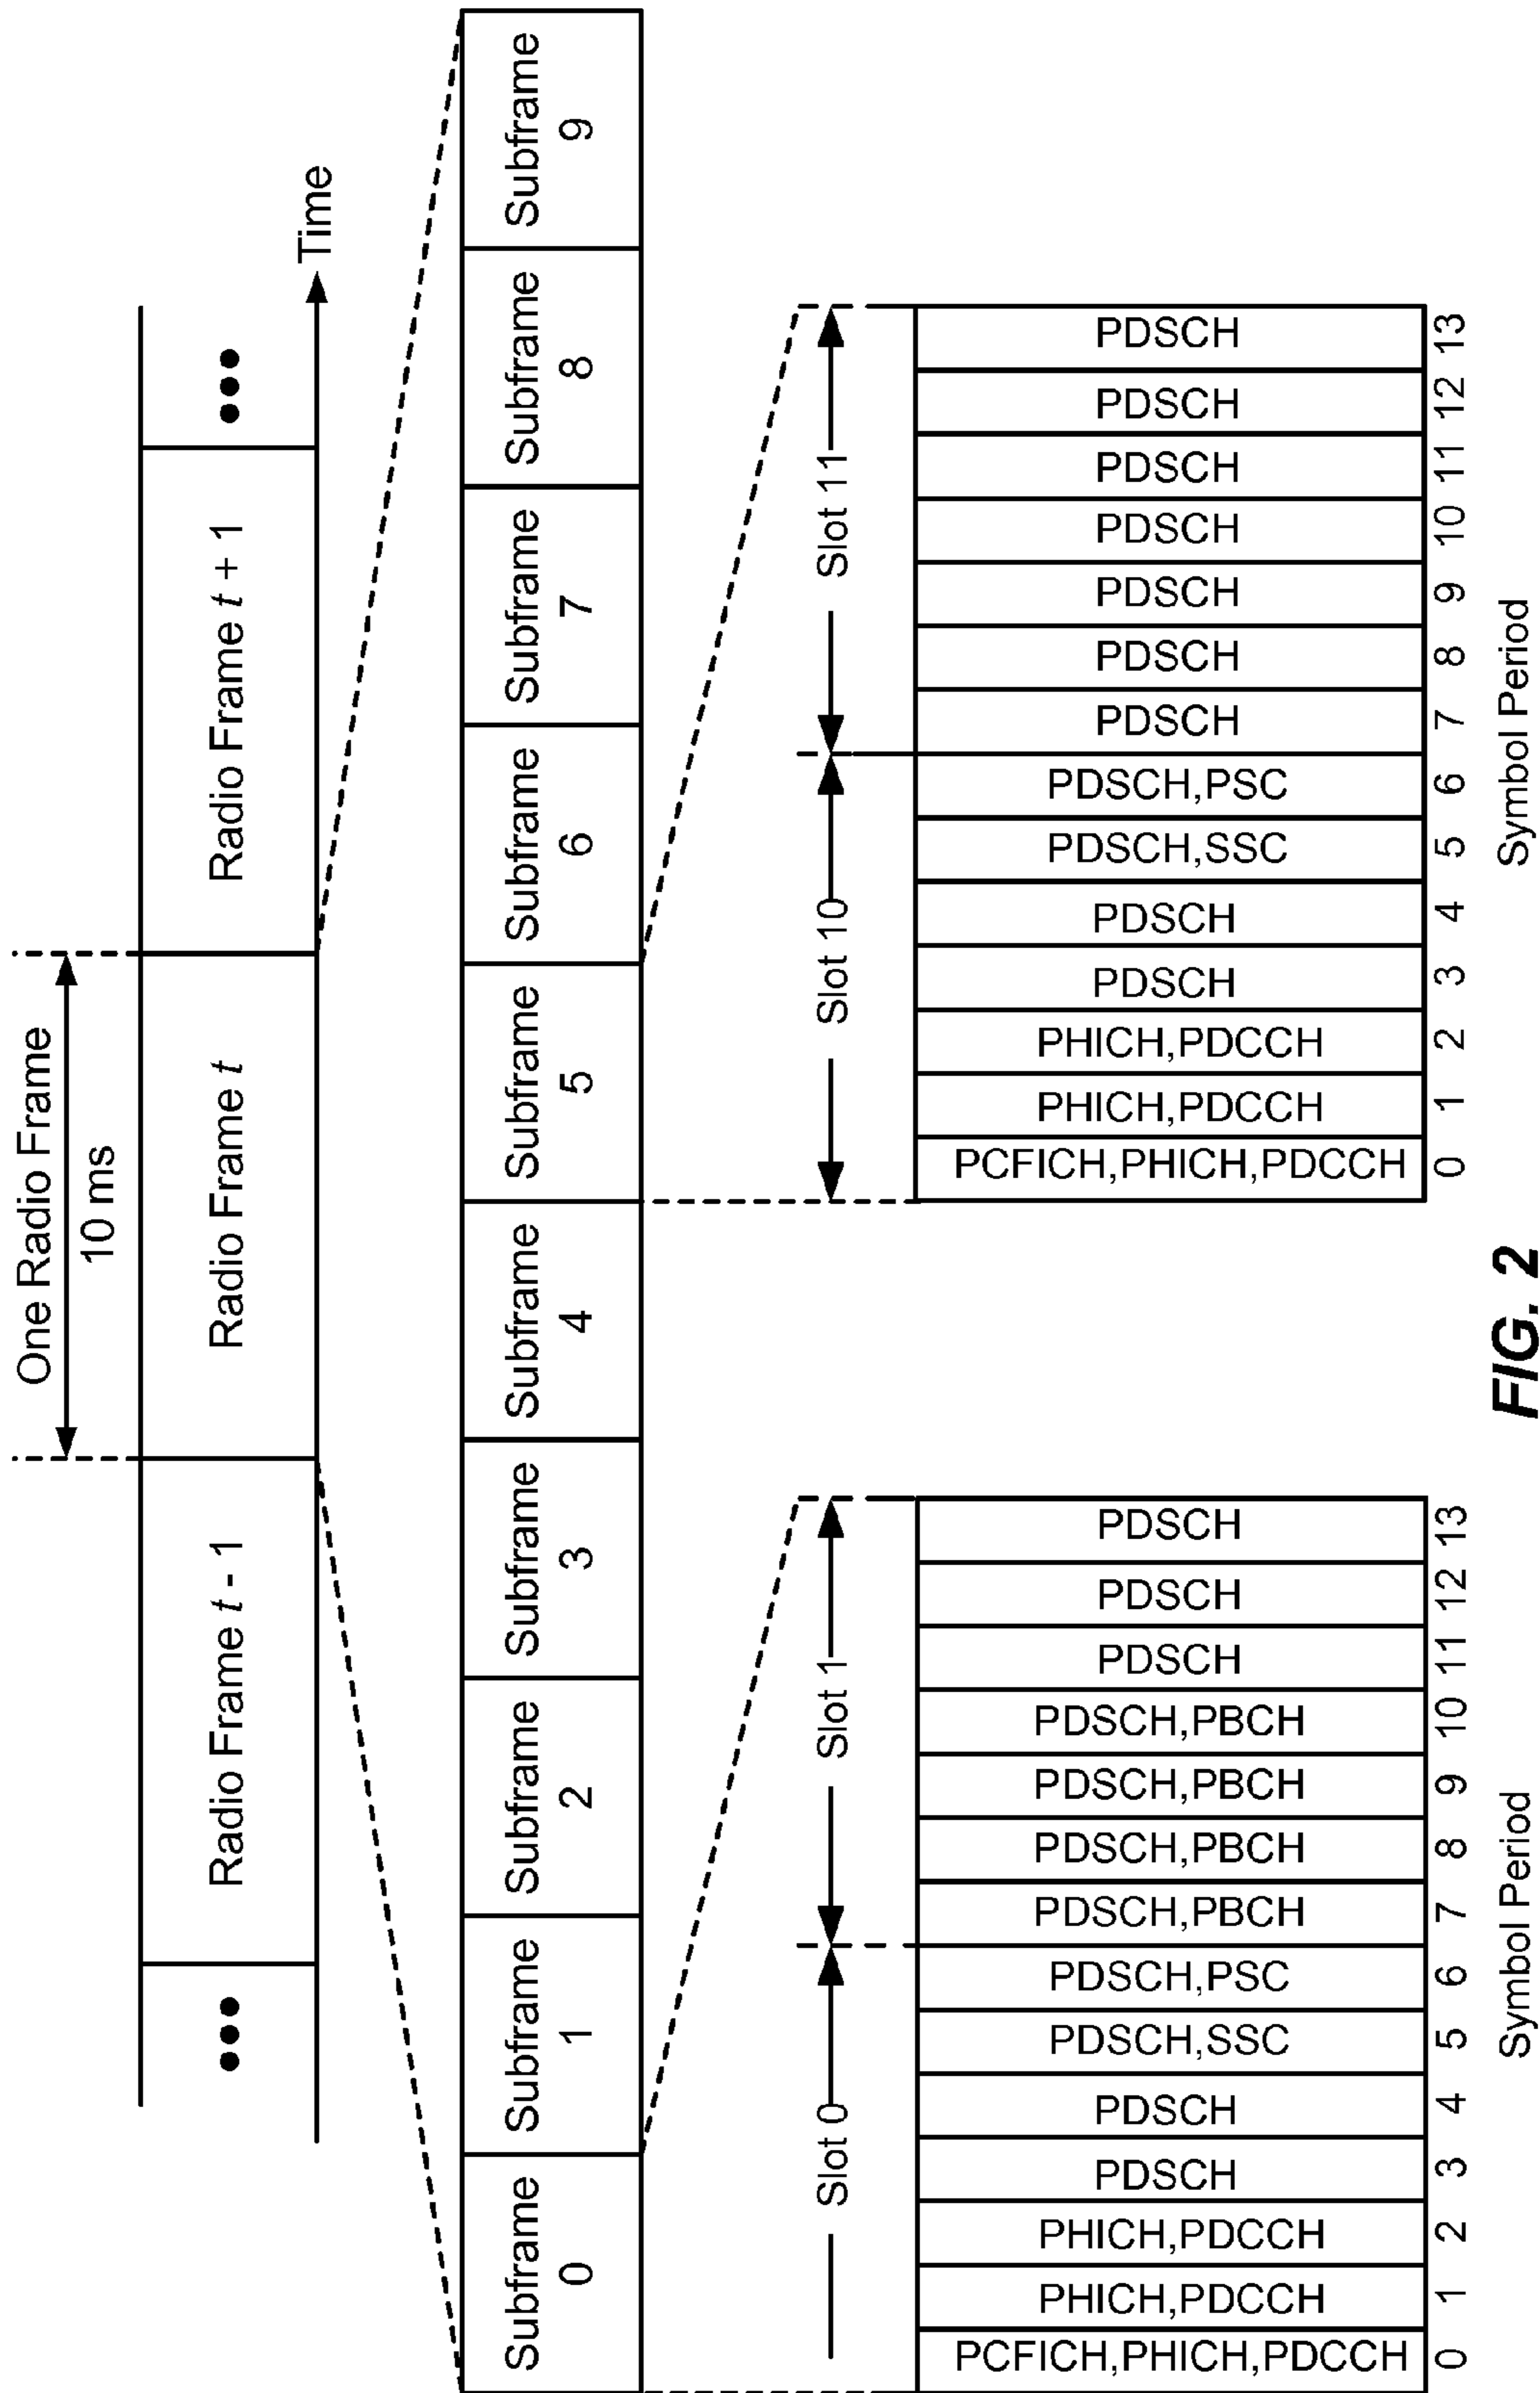 One Radio Frame
10 ms
Radio Frame t - 1
Radio Frame t
Radio Frame t + 1
Time
Subframe
0
Subframe
1
Subframe
2
Subframe
3
Subframe
4
Subframe
5
Subframe
6
Subframe
7
Subframe
8
Subframe
9
Slot 0
Slot 1
PCFICH,PHICH,PDCCH
PHICH,PDCCH
PHICH,PDCCH
PDSCH
PDSCH
PDSCH,SSC
PDSCH,PSC
PDSCH,PBCH
PDSCH,PBCH
PDSCH,PBCH
PDSCH,PBCH
PDSCH
PDSCH
PDSCH
0 1 2 3 4 5 6 7 8 9 10 11 12 13
Symbol Period
Slot 10
Slot 11
PCFICH,PHICH,PDCCH
PHICH,PDCCH
PHICH,PDCCH
PDSCH
PDSCH
PDSCH,SSC
PDSCH,PSC
PDSCH
PDSCH
PDSCH
PDSCH
PDSCH
PDSCH
PDSCH
0 1 2 3 4 5 6 7 8 9 10 11 12 13
Symbol Period
FIG. 2